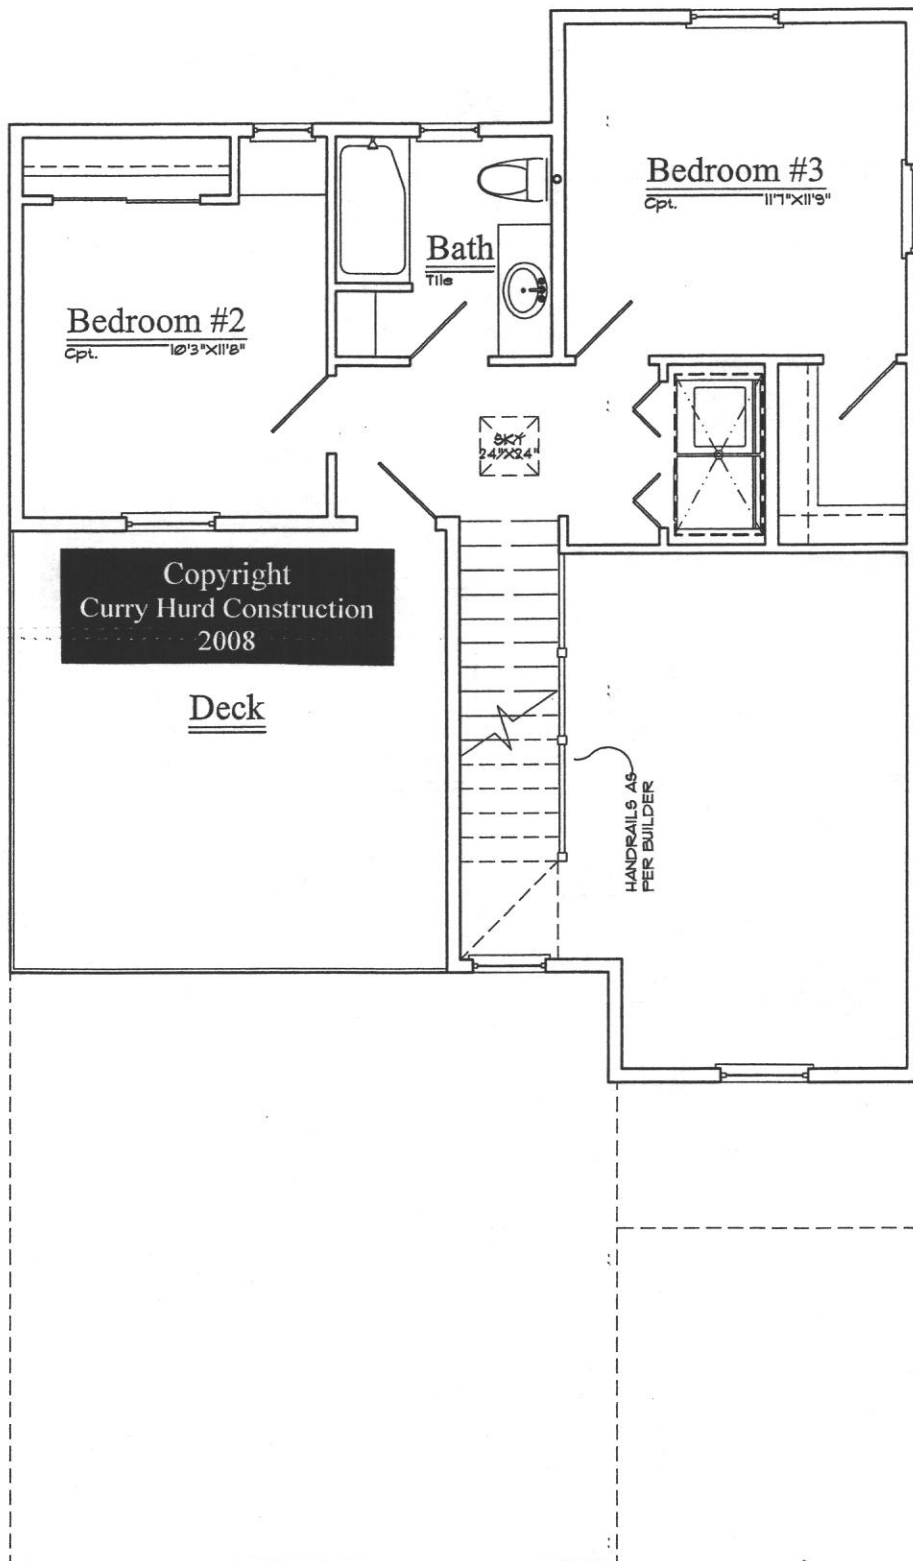 Bedroom #3
Cpt. 11'7"X11'9"
Bath
Tile
Bedroom #2
Cpt. 10'3"X11'8"
SKY
24"X24"
Copyright
Curry Hurd Construction
2008
Deck
HANDRAILS AS
PER BUILDER